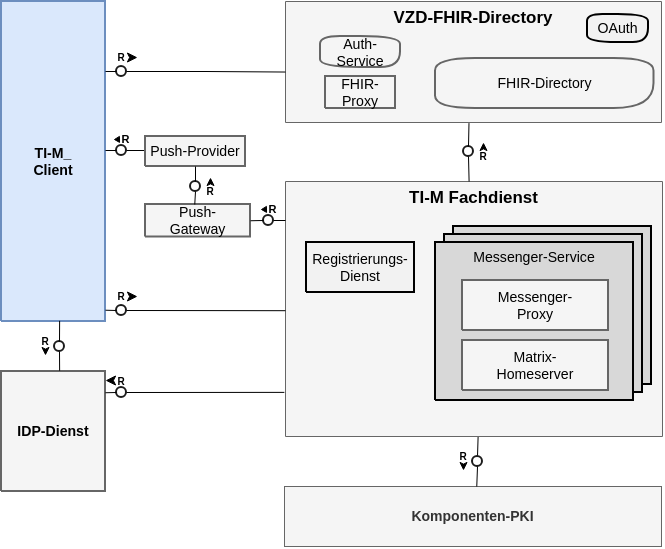 VZD-FHIR-Directory
OAuth
Auth-
Service
FHIR-
Proxy
FHIR-Directory
R
TI-M_
Client
R
Push-Provider
R
R
Push-
Gateway
R
TI-M Fachdienst
Registrierungs-
Dienst
Messenger-Service
Messenger-
Proxy
Matrix-
Homeserver
R
R
R
IDP-Dienst
R
Komponenten-PKI